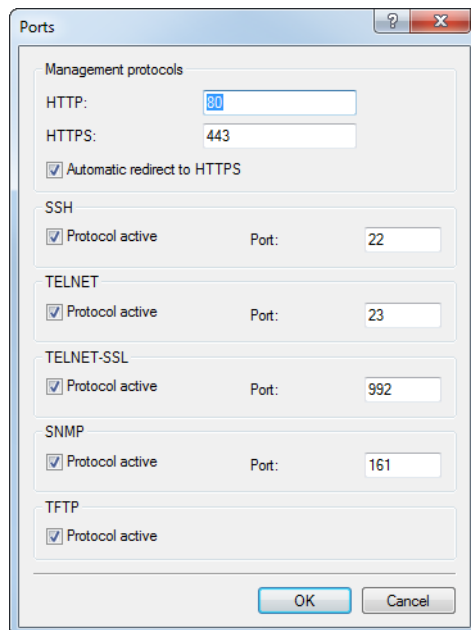 Ports
?
Management protocols
HTTP: 80
HTTPS: 443
Automatic redirect to HTTPS
SSH
Protocol active Port: 22
TELNET
Protocol active Port: 23
TELNET-SSL
Protocol active Port: 992
SNMP
Protocol active Port: 161
TFTP
Protocol active
OK Cancel